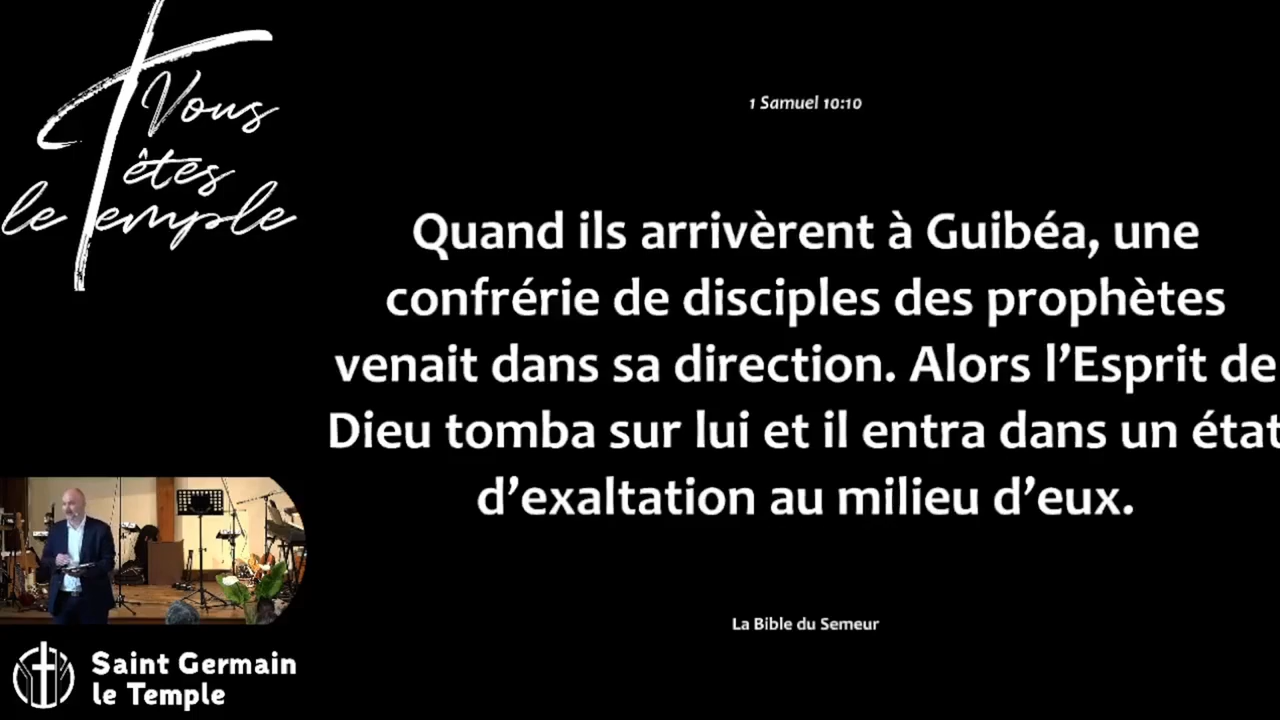 Vous
êtes
le Temple
1 Samuel 10:10
Quand ils arrivèrent à Guibéa, une
confrérie de disciples des prophètes
venait dans sa direction. Alors l’Esprit de
Dieu tomba sur lui et il entra dans un état
d’exaltation au milieu d’eux.
La Bible du Semeur
Saint Germain
le Temple